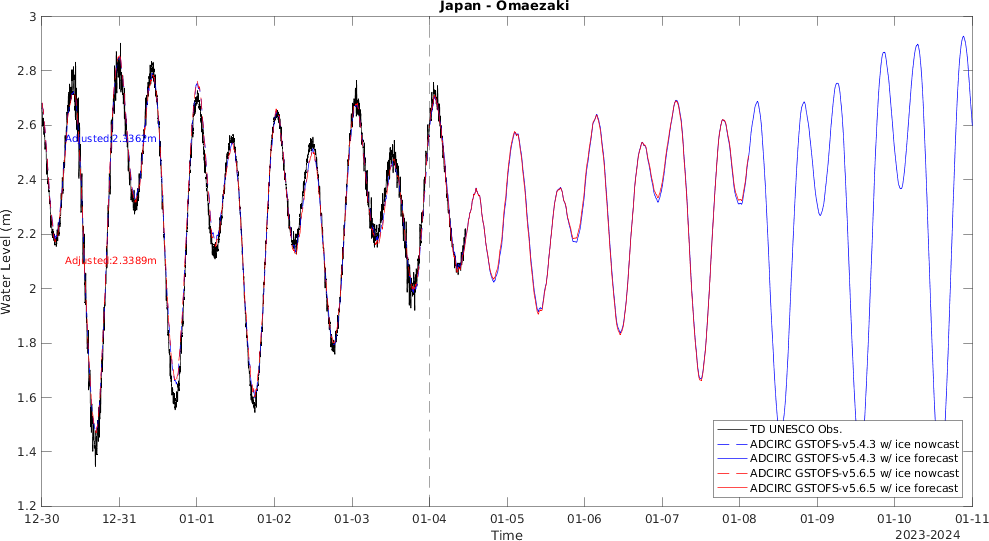 Japan - Omaezaki
3
2.8
2.6
2.4
2.2
2
1.8
1.6
1.4
1.2
Water Level (m)
Adjusted:2.3362m
Adjusted:2.3389m
TD UNESCO Obs.
ADCIRC GSTOFS-v5.4.3 w/ ice nowcast
ADCIRC GSTOFS-v5.4.3 w/ ice forecast
ADCIRC GSTOFS-v5.6.5 w/ ice nowcast
ADCIRC GSTOFS-v5.6.5 w/ ice forecast
12-30 12-31 01-01 01-02 01-03 01-04 01-05 01-06 01-07 01-08 01-09 01-10 01-11
Time
2023-2024